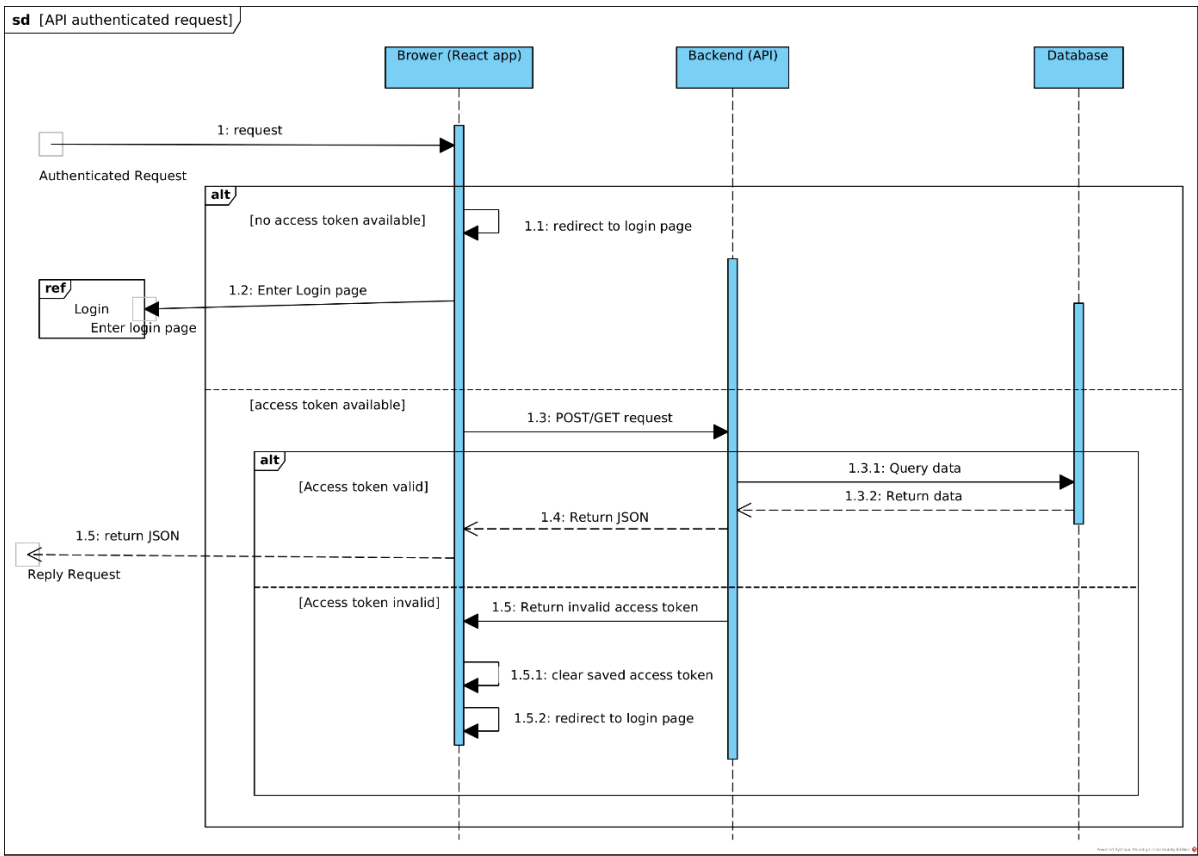 sd [API authenticated request]
Brower (React app)
Backend (API)
Database
1: request
Authenticated Request
alt
[no access token available]
1.1: redirect to login page
ref
Login
Enter login page
1.2: Enter Login page
[access token available]
1.3: POST/GET request
alt
[Access token valid]
1.3.1: Query data
1.3.2: Return data
1.4: Return JSON
1.5: return JSON
Reply Request
[Access token invalid]
1.5: Return invalid access token
1.5.1: clear saved access token
1.5.2: redirect to login page